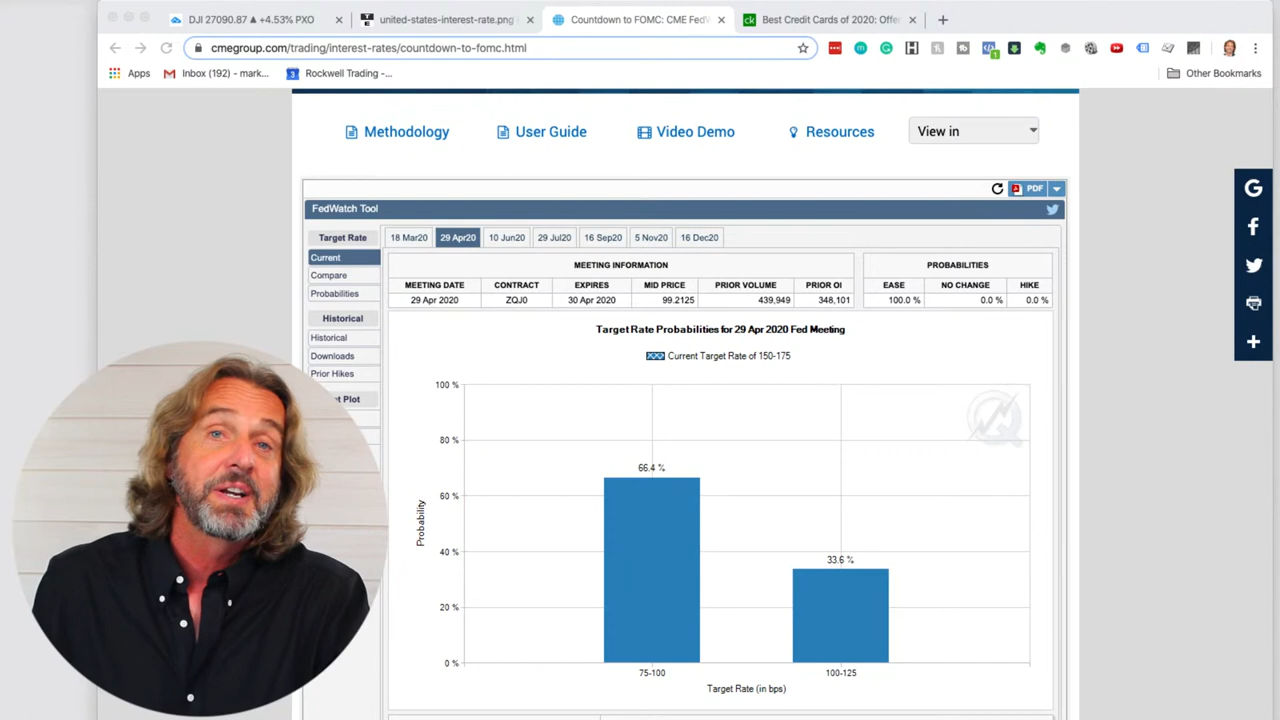 DJI 27090.87 ▲+4.53% PXO
united-states-interest-rate.png
Countdown to FOMC: CME FedW
ck
Best Credit Cards of 2020: Offer
cmegroup.com/trading/interest-rates/countdown-to-fomc.html
1
Apps
Inbox (192) - mark...
3
Rockwell Trading -...
Other Bookmarks
Methodology
User Guide
Video Demo
Resources
View in
PDF
FedWatch Tool
Target Rate
18 Mar20
29 Apr20
10 Jun20
29 Jul20
16 Sep20
5 Nov20
16 Dec20
Current
Compare
Probabilities
Historical
Historical
Downloads
Prior Hikes
t Plot
MEETING INFORMATION
MEETING DATE CONTRACT EXPIRES MID PRICE PRIOR VOLUME PRIOR OI
29 Apr 2020 ZQJ0 30 Apr 2020 99.2125 439,949 348,101
PROBABILITIES
EASE NO CHANGE HIKE
100.0 % 0.0 % 0.0 %
Target Rate Probabilities for 29 Apr 2020 Fed Meeting
Current Target Rate of 150-175
Probability
100 %
80 %
60 %
40 %
20 %
0 %
66.4 %
33.6 %
75-100
100-125
Target Rate (in bps)